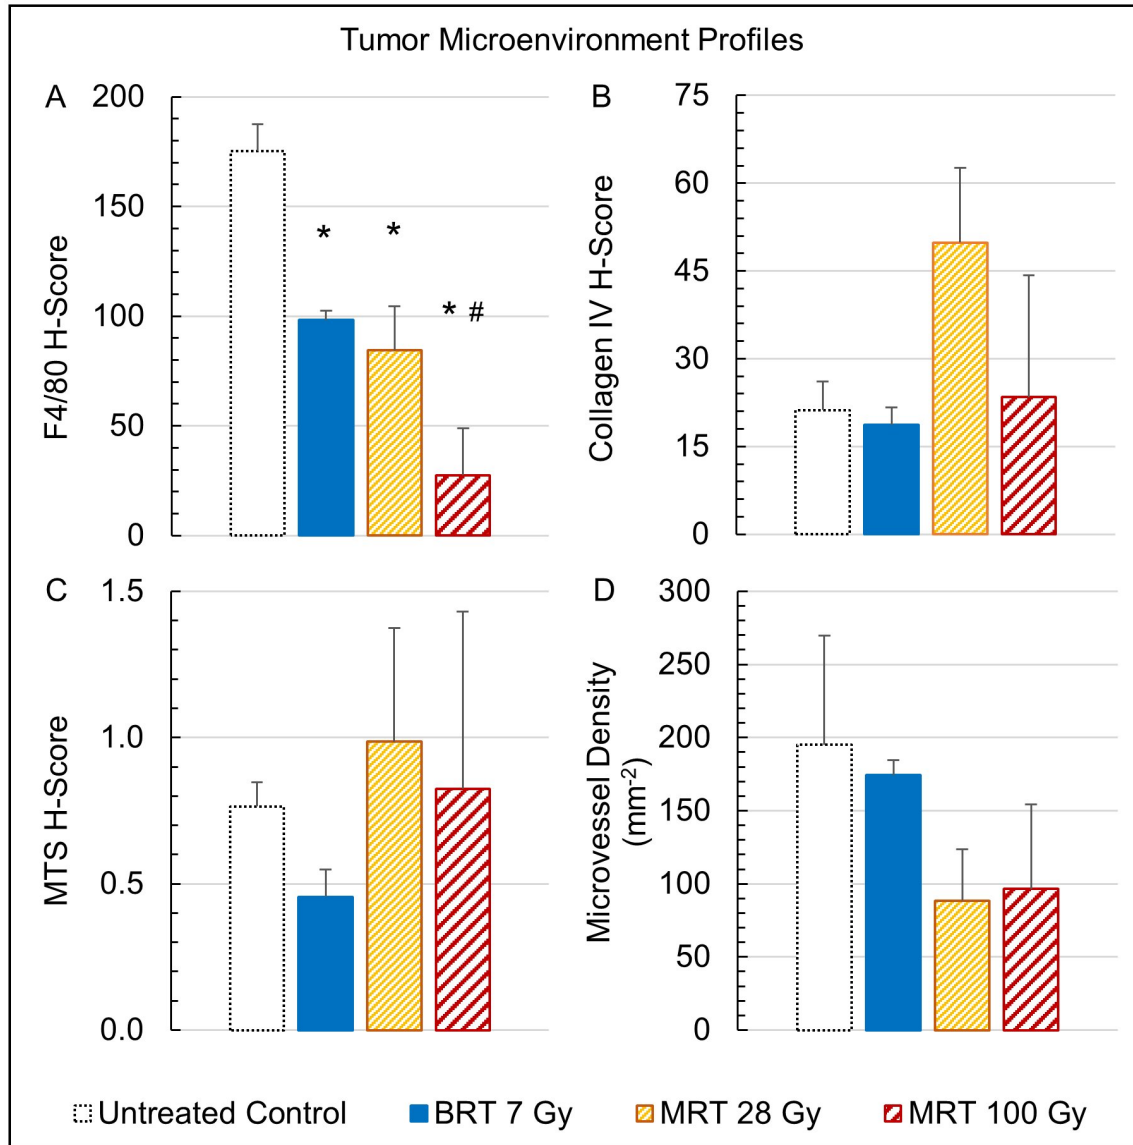 Tumor Microenvironment Profiles
A
F4/80 H-Score
200
150
100
50
0
*
*
* #
B
Collagen IV H-Score
75
60
45
30
15
0
C
MTS H-Score
1.5
1.0
0.5
0.0
D
Microvessel Density
(mm-2)
300
250
200
150
100
50
0
Untreated Control BRT 7 Gy MRT 28 Gy MRT 100 Gy